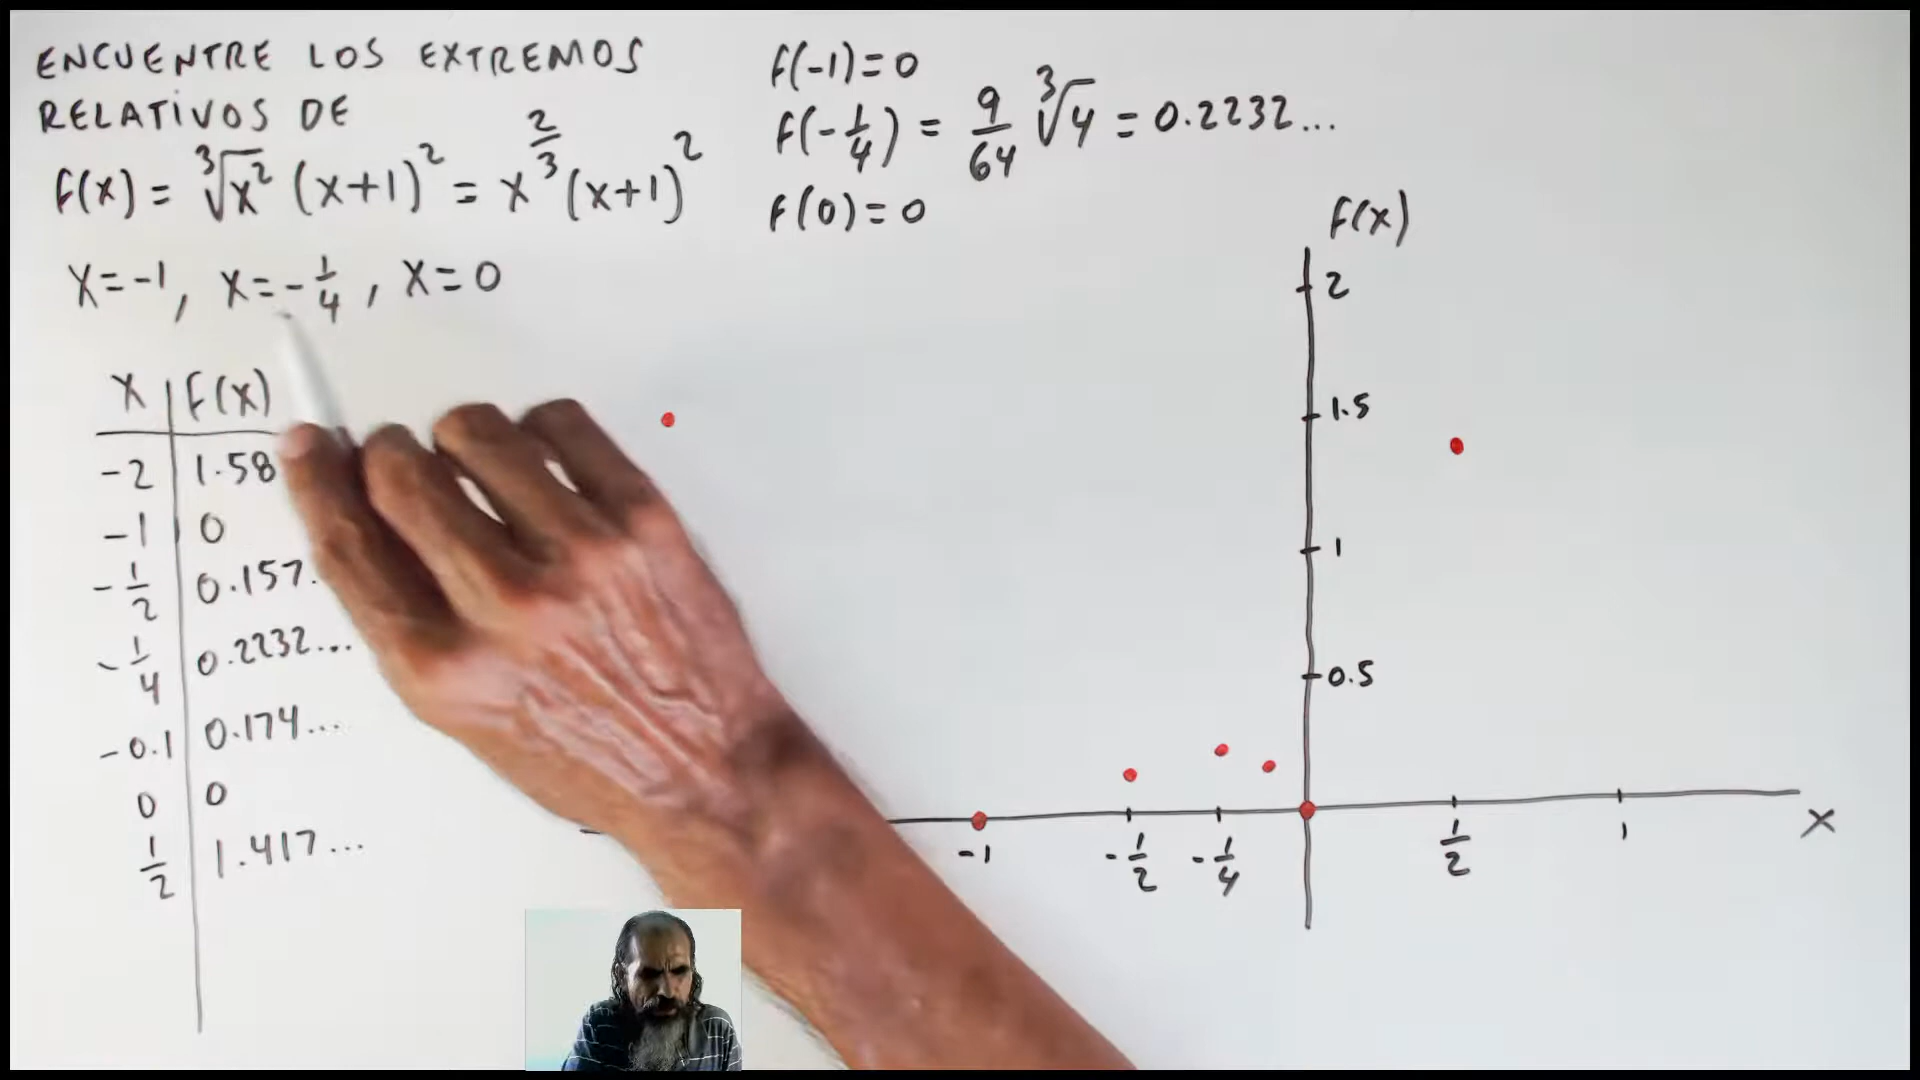 ENCUENTRE LOS EXTREMOS
RELATIVOS DE
f(x) = ∛x² (x+1)² = x^(2/3) (x+1)²
x=-1, x=-1/4, x=0
f(-1)=0
f(-1/4) = 9/64 ∛4 = 0.2232...
f(0)=0
x | f(x)
-2 | 1.58
-1 | 0
-1/2 | 0.157.
-1/4 | 0.2232...
-0.1 | 0.174...
0 | 0
1/2 | 1.417...
f(x)
2
1.5
1
0.5
-1 -1/2 -1/4 1/2 1 x